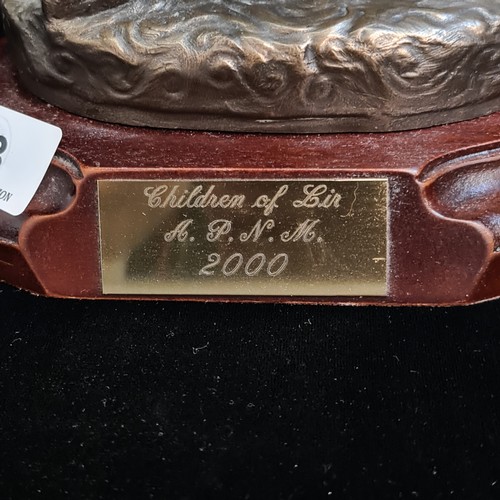 Children of Lir
A. P. N. M.
2000